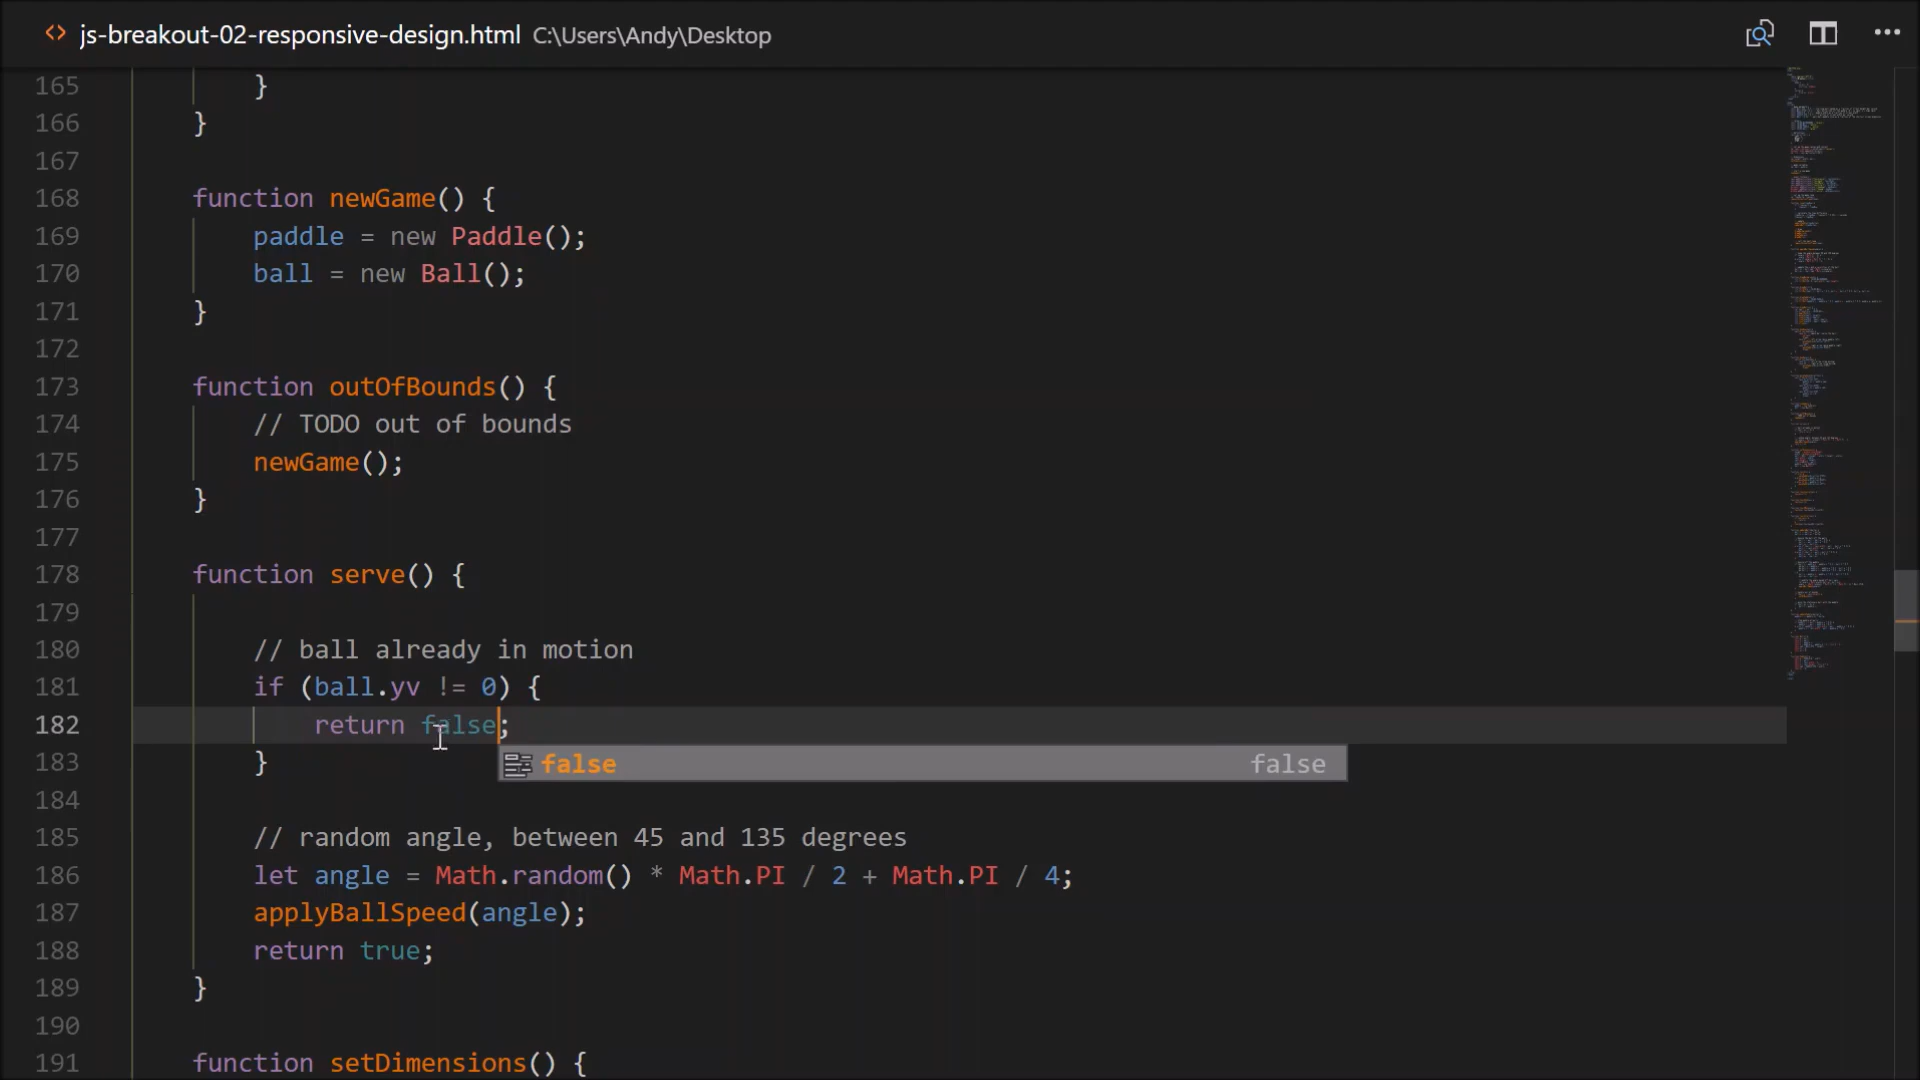 js-breakout-02-responsive-design.html C:\Users\Andy\Desktop
165 }
166 }
167
168 function newGame() {
169 paddle = new Paddle();
170 ball = new Ball();
171 }
172
173 function outOfBounds() {
174 // TODO out of bounds
175 newGame();
176 }
177
178 function serve() {
179
180 // ball already in motion
181 if (ball.yv != 0) {
182 return false;
false false
183 }
184
185 // random angle, between 45 and 135 degrees
186 let angle = Math.random() * Math.PI / 2 + Math.PI / 4;
187 applyBallSpeed(angle);
188 return true;
189 }
190
191 function setDimensions() {